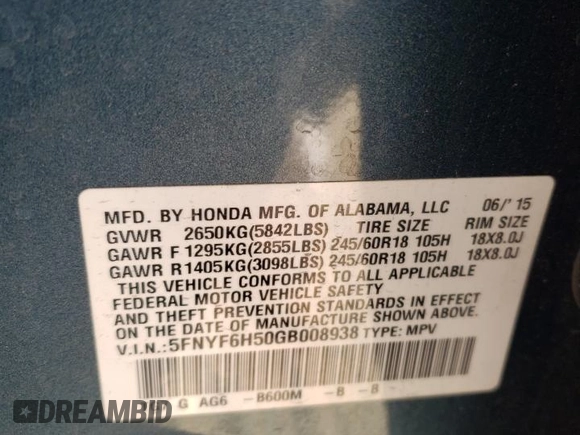 MFD. BY HONDA MFG. OF ALABAMA, LLC 06/'15
GVWR 2650KG(5842LBS) TIRE SIZE RIM SIZE
GAWR F 1295KG(2855LBS) 245/60R18 105H 18X8.0J
GAWR R1405KG(3098LBS) 245/60R18 105H 18X8.0J
THIS VEHICLE CONFORMS TO ALL APPLICABLE
FEDERAL MOTOR VEHICLE SAFETY
AND THEFT PREVENTION STANDARDS IN EFFECT
ON THE DATE OF MANUFACTURE SHOWN ABOVE.
V.I.N.:5FNYF6H50GB008938 TYPE: MPV
G AG6 -B600M -B -8 -
DREAMBID